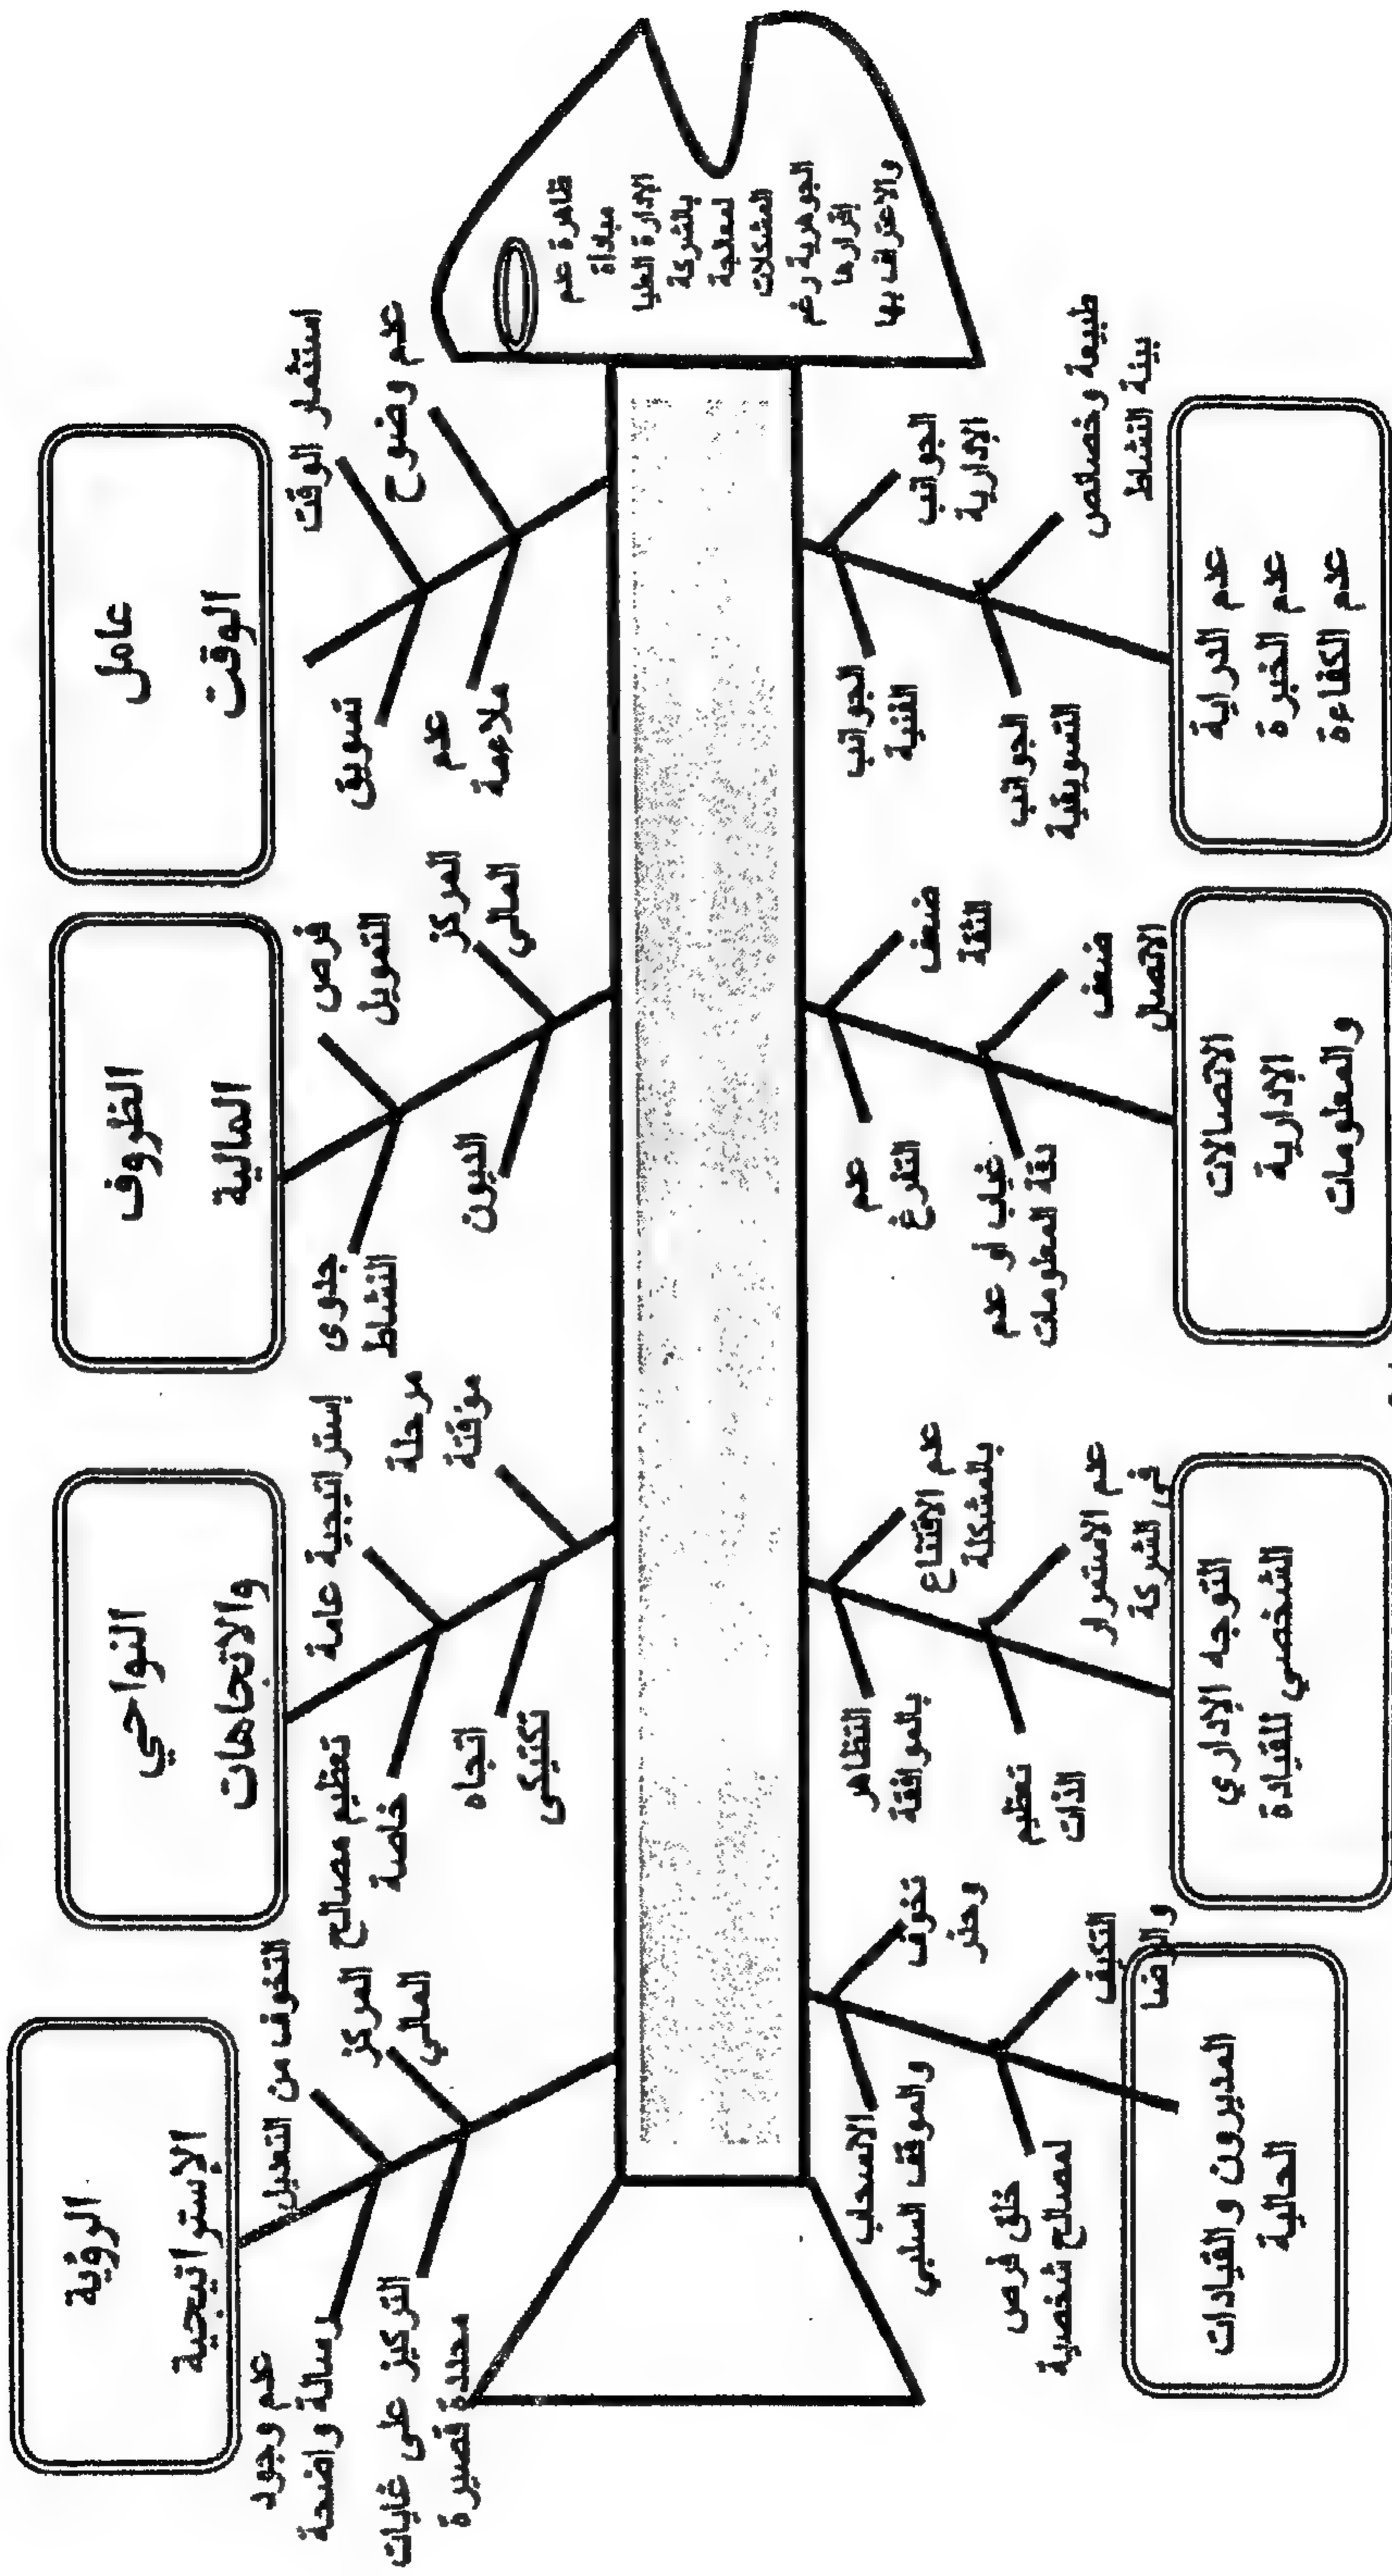 عامل
الوقت
استثمار الوقت
عدم وضوح
تسويق
عدم
ملاءمة
الظروف
المالية
فرص
التمويل
المركز
المالي
جدوى
النشاط
الديون
النواحي
والاتجاهات
إستراتيجية عامة
مرحلة
مؤقتة
تعظيم مصالح
خاصة
اتجاه
تكتيكى
الرؤية
الإستراتيجية
التخوف من التعديل
المركز
المالي
عدم وجود
رسالة واضحة
التركيز على غايات
محددة قصيرة
ظاهرة عدم
مبادأة
الإدارة العليا
بالشركة
لمعالجة
المشكلات
الجوهرية رغم
إقرارها
والاعتراف بها
الجوانب
الإدارية
طبيعة وخصائص
بيئة النشاط
الجوانب
الفنية
الجوانب
التسويقية
عدم الدراية
عدم الخبرة
عدم الكفاءة
ضعف
الثقة
ضعف
الاتصال
عدم
التفرغ
غياب أو عدم
دقة المعلومات
الاتصالات
الإدارية
والمعلومات
عدم الاقتناع
بالمشكلة
عدم الاستمرار
فى الشركة
التظاهر
بالموافقة
تعظيم
الذات
التوجه الإداري
الشخصي للقيادة
تخوف
وحذر
التكيف
والرضا
الانسحاب
والموقف السلبي
خلق فرص
لمصالح شخصية
المديرون والقيادات
الحالية